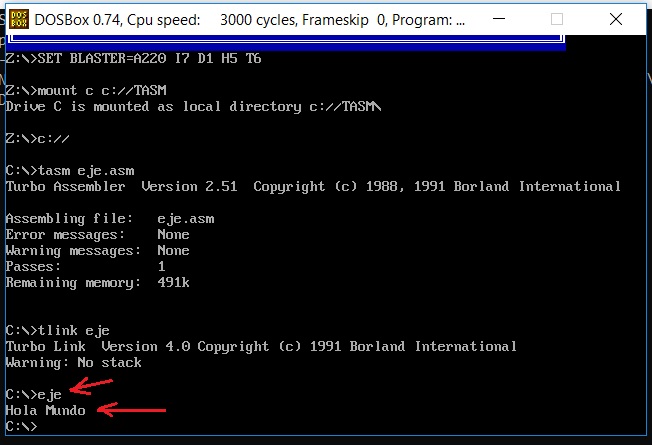 DOSBox 0.74, Cpu speed: 3000 cycles, Frameskip 0, Program: ...
Z:\>SET BLASTER=A220 I7 D1 H5 T6
Z:\>mount c c://TASM
Drive C is mounted as local directory c://TASM\
Z:\>c://
C:\>tasm eje.asm
Turbo Assembler Version 2.51 Copyright (c) 1988, 1991 Borland International
Assembling file: eje.asm
Error messages: None
Warning messages: None
Passes: 1
Remaining memory: 491k
C:\>tlink eje
Turbo Link Version 4.0 Copyright (c) 1991 Borland International
Warning: No stack
C:\>eje
Hola Mundo
C:\>